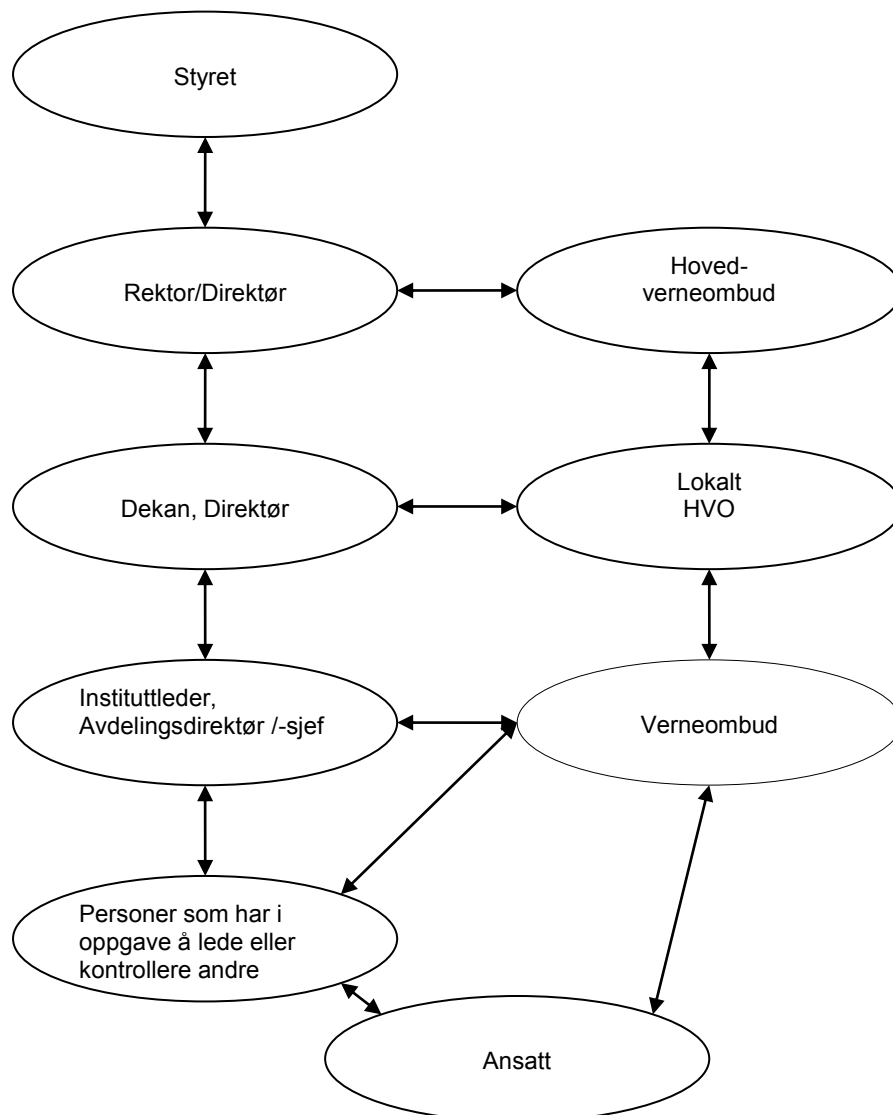 Styret
Rektor/Direktør
Hoved-
verneombud
Dekan, Direktør
Lokalt
HVO
Instituttleder,
Avdelingsdirektør /-sjef
Verneombud
Personer som har i
oppgave å lede eller
kontrollere andre
Ansatt